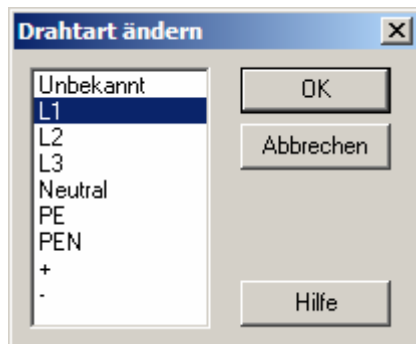 Drahtart ändern
Unbekannt
L1
L2
L3
Neutral
PE
PEN
+
-
OK
Abbrechen
Hilfe